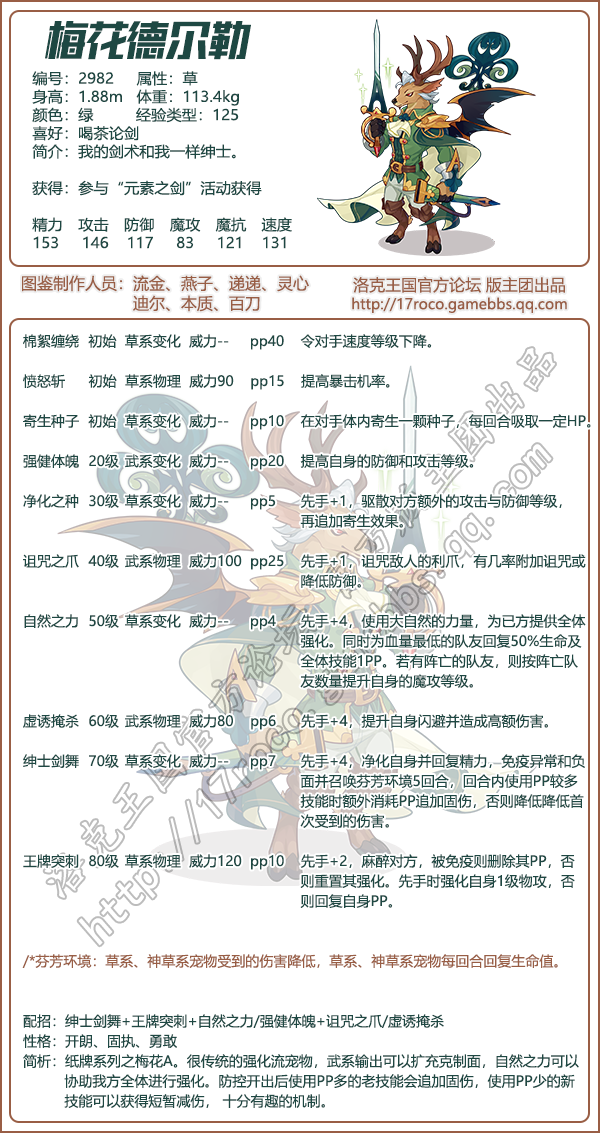 梅花德尔勒
编号：2982 属性：草
身高：1.88m 体重：113.4kg
颜色：绿 经验类型：125
喜好：喝茶论剑
简介：我的剑术和我一样绅士。
获得：参与“元素之剑”活动获得
精力 攻击 防御 魔攻 魔抗 速度
153 146 117 83 121 131
图鉴制作人员：流金、燕子、递递、灵心
迪尔、本质、百刀
洛克王国官方论坛 版主团出品
http://17roco.gamebbs.qq.com
棉絮缠绕 初始 草系变化 威力-- pp40 令对手速度等级下降。
愤怒斩 初始 草系物理 威力90 pp15 提高暴击机率。
寄生种子 初始 草系变化 威力-- pp10 在对手体内寄生一颗种子，每回合吸取一定HP。
强健体魄 20级 武系变化 威力-- pp20 提高自身的防御和攻击等级。
净化之种 30级 草系变化 威力-- pp5 先手+1，驱散对方额外的攻击与防御等级，
再追加寄生效果。
诅咒之爪 40级 武系物理 威力100 pp25 先手+1，诅咒敌人的利爪，有几率附加诅咒或
降低防御。
自然之力 50级 草系变化 威力-- pp4 先手+4，使用大自然的力量，为已方提供全体
强化。同时为血量最低的队友回复50%生命及
全体技能1PP。若有阵亡的队友，则按阵亡队
友数量提升自身的魔攻等级。
虚诱掩杀 60级 武系物理 威力80 pp6 先手+4，提升自身闪避并造成高额伤害。
绅士剑舞 70级 草系变化 威力-- pp7 先手+4，净化自身并回复精力，免疫异常和负
面并召唤芬芳环境5回合，回合内使用PP较多
技能时额外消耗PP追加固伤，否则降低降低首
次受到的伤害。
王牌突刺 80级 草系物理 威力120 pp10 先手+2，麻醉对方，被免疫则删除其PP，否
则重置其强化。先手时强化自身1级物攻，否
则回复自身PP。
/*芬芳环境：草系、神草系宠物受到的伤害降低，草系、神草系宠物每回合回复生命值。
配招：绅士剑舞+王牌突刺+自然之力/强健体魄+诅咒之爪/虚诱掩杀
性格：开朗、固执、勇敢
简析：纸牌系列之梅花A。很传统的强化流宠物，武系输出可以扩充克制面，自然之力可以
协助我方全体进行强化。防控开出后使用PP多的老技能会追加固伤，使用PP少的新
技能可以获得短暂减伤， 十分有趣的机制。
洛克王国官方论坛 版主团出品
http://17roco.gamebbs.qq.com